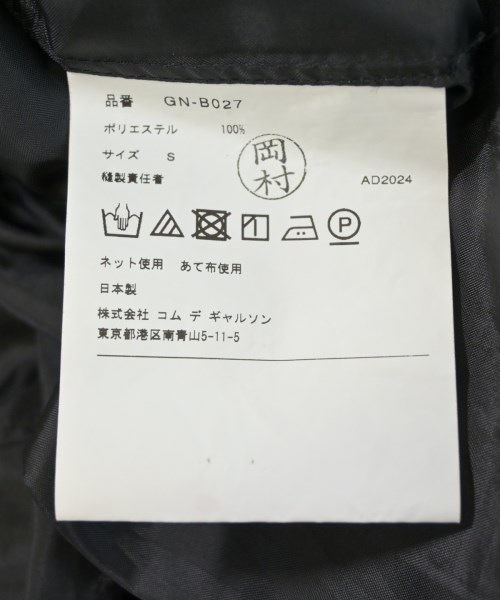 品番 GN-B027
ポリエステル 100%
サイズ S
縫製責任者 岡村 AD2024
P
ネット使用 あて布使用
日本製
株式会社 コム デ ギャルソン
東京都港区南青山5-11-5